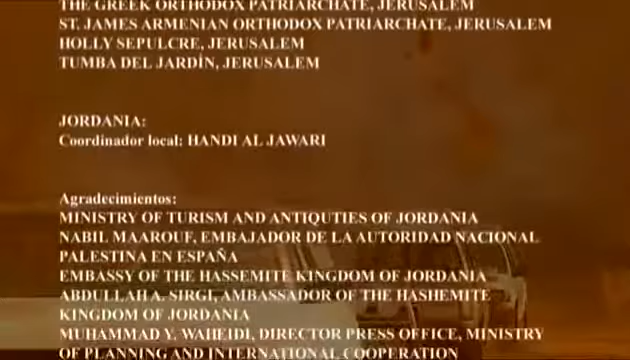 THE GREEK ORTHODOX PATRIARCHATE, JERUSALEM
ST. JAMES ARMENIAN ORTHODOX PATRIARCHATE, JERUSALEM
HOLLY SEPULCRE, JERUSALEM
TUMBA DEL JARDÍN, JERUSALEM
JORDANIA:
Coordinador local: HANDI AL JAWARI
Agradecimientos:
MINISTRY OF TURISM AND ANTIQUTIES OF JORDANIA
NABIL MAAROUF, EMBAJADOR DE LA AUTORIDAD NACIONAL
PALESTINA EN ESPAÑA
EMBASSY OF THE HASSEMITE KINGDOM OF JORDANIA
ABDULLAH A. SIRGI, AMBASSADOR OF THE HASHEMITE
KINGDOM OF JORDANIA
MUHAMMAD Y. WAHEIDI, DIRECTOR PRESS OFFICE, MINISTRY
OF PLANNING AND INTERNATIONAL COOPERATION